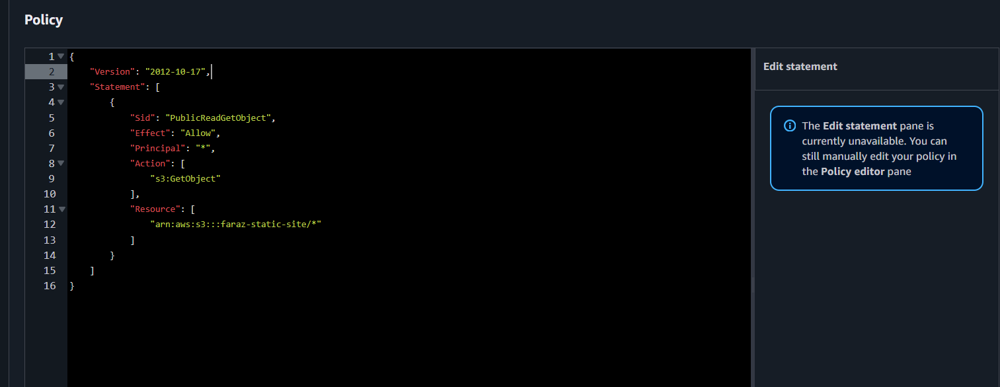 Policy
1 {
2 "Version": "2012-10-17",
3 "Statement": [
4 {
5 "Sid": "PublicReadGetObject",
6 "Effect": "Allow",
7 "Principal": "*",
8 "Action": [
9 "s3:GetObject"
10 ],
11 "Resource": [
12 "arn:aws:s3:::faraz-static-site/*"
13 ]
14 }
15 ]
16 }
Edit statement
The Edit statement pane is
currently unavailable. You can
still manually edit your policy in
the Policy editor pane